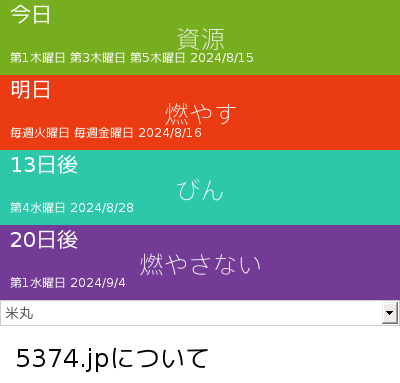 今日
資源
第1木曜日 第3木曜日 第5木曜日 2024/8/15
明日
燃やす
毎週火曜日 毎週金曜日 2024/8/16
13日後
びん
第4水曜日 2024/8/28
20日後
燃やさない
第1水曜日 2024/9/4
米丸
5374.jpについて